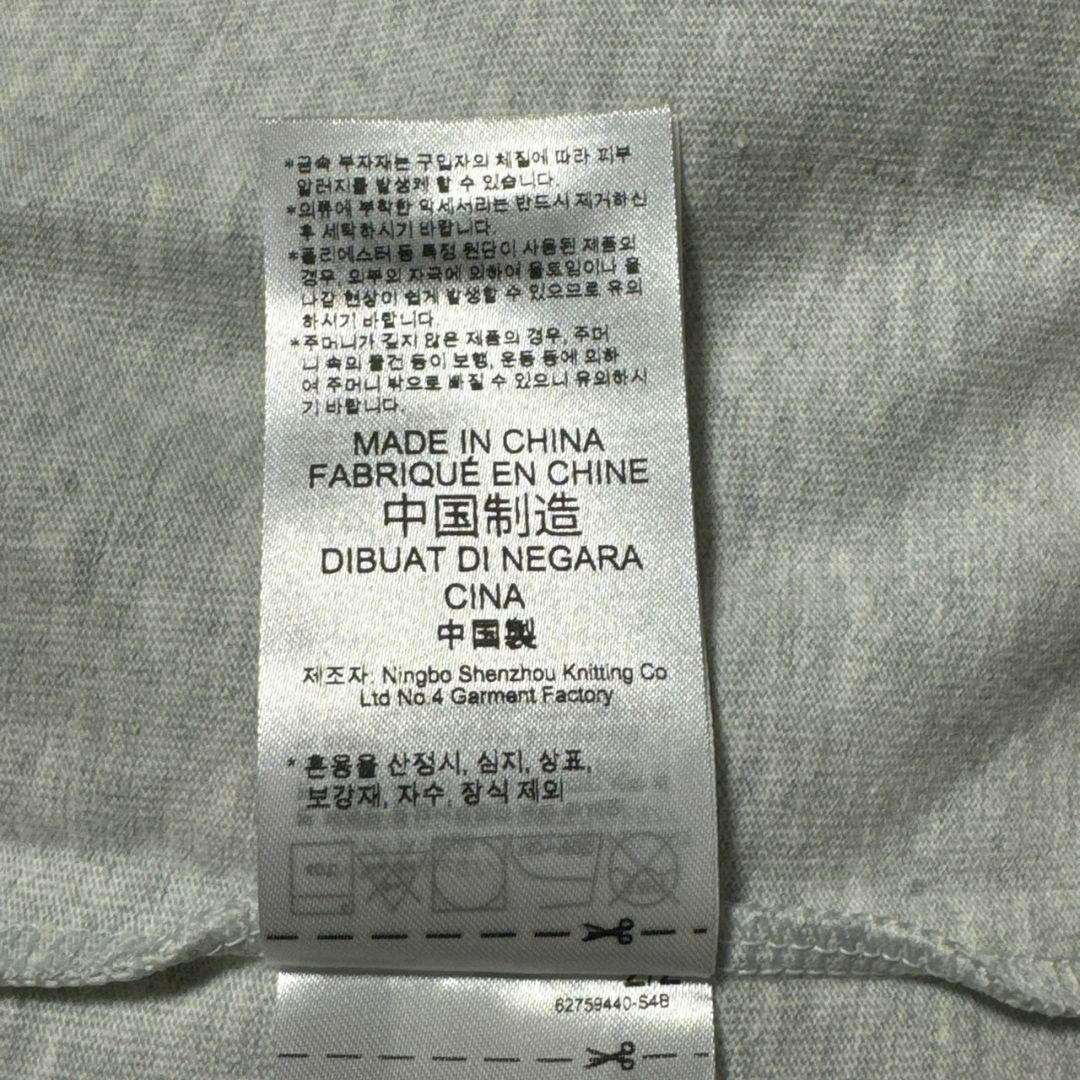 *금속 부자재는 구입자의 체질에 따라 피부
알러지를 발생케 할 수 있습니다.
*의류에 부착한 악세서리는 반드시 제거하신
후 세탁하시기 바랍니다.
*폴리에스터 등 특정 원단이 사용된 제품의
경우, 외부의 자극에 의하여 올트임이나 올
나감 현상이 쉽게 발생할 수 있으므로 유의
하시기 바랍니다.
*주머니가 깊지 않은 제품의 경우, 주머
니 속의 물건 등이 보행, 운동 등에 의하
여 주머니 밖으로 빠질 수 있으니 유의하시
기 바랍니다.
MADE IN CHINA
FABRIQUÉ EN CHINE
中国制造
DIBUAT DI NEGARA
CINA
中国製
제조자: Ningbo Shenzhou Knitting Co
Ltd No.4 Garment Factory
* 혼용율 산정시, 심지, 상표,
보강재, 자수, 장식 제외
62759440-S4B